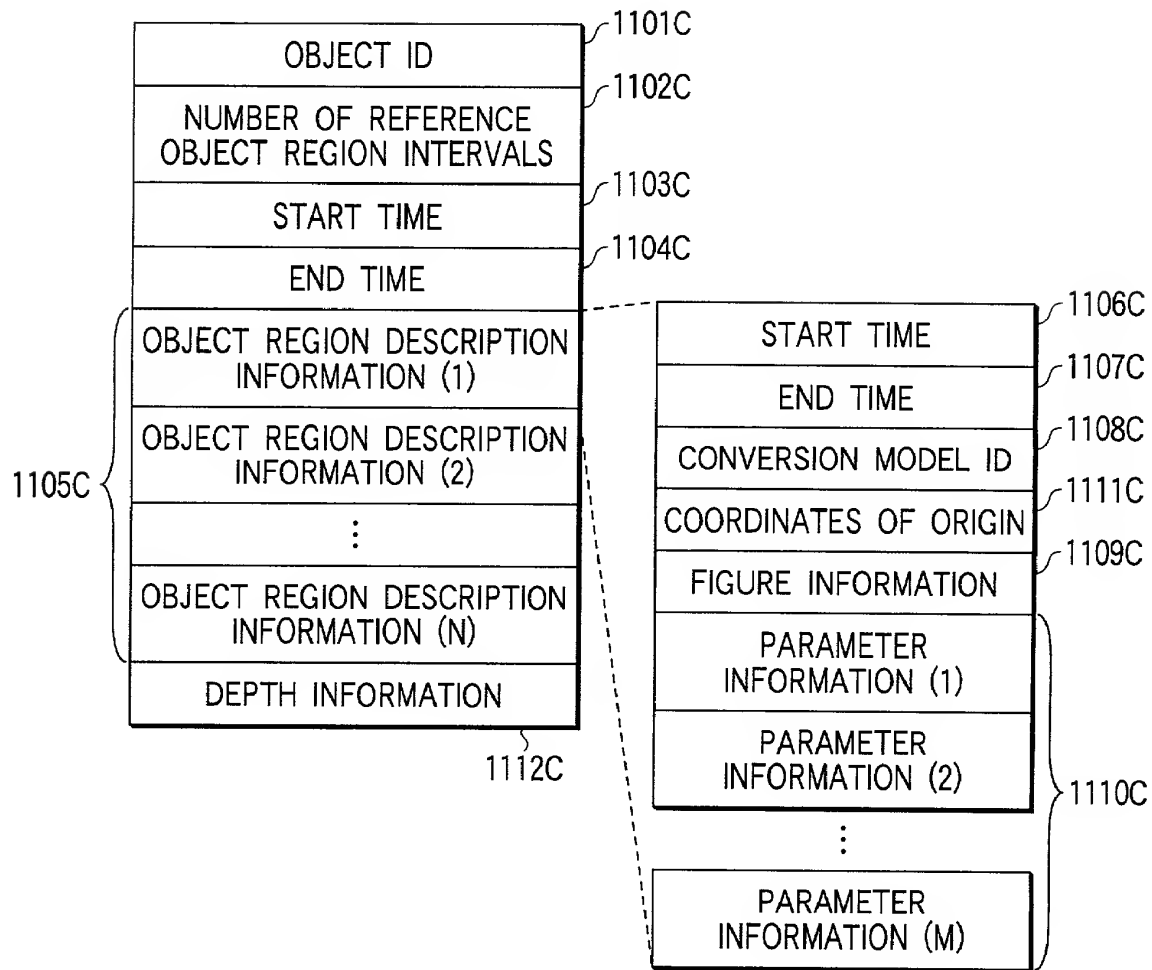 1101C
OBJECT ID
1102C
NUMBER OF REFERENCE
OBJECT REGION INTERVALS
1103C
START TIME
1104C
END TIME
1105C
OBJECT REGION DESCRIPTION
INFORMATION (1)
OBJECT REGION DESCRIPTION
INFORMATION (2)
⋮
OBJECT REGION DESCRIPTION
INFORMATION (N)
DEPTH INFORMATION
1112C
1106C
START TIME
1107C
END TIME
1108C
CONVERSION MODEL ID
1111C
COORDINATES OF ORIGIN
1109C
FIGURE INFORMATION
PARAMETER
INFORMATION (1)
PARAMETER
INFORMATION (2)
1110C
⋮
PARAMETER
INFORMATION (M)